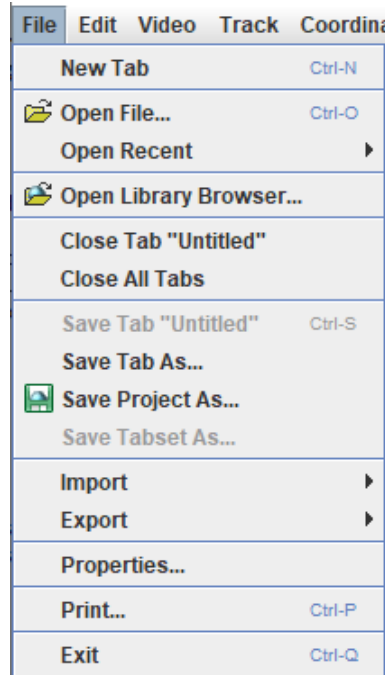 File Edit Video Track Coordina
New Tab Ctrl-N
Open File... Ctrl-O
Open Recent
Open Library Browser...
Close Tab "Untitled"
Close All Tabs
Save Tab "Untitled" Ctrl-S
Save Tab As...
Save Project As...
Save Tabset As...
Import
Export
Properties...
Print... Ctrl-P
Exit Ctrl-Q